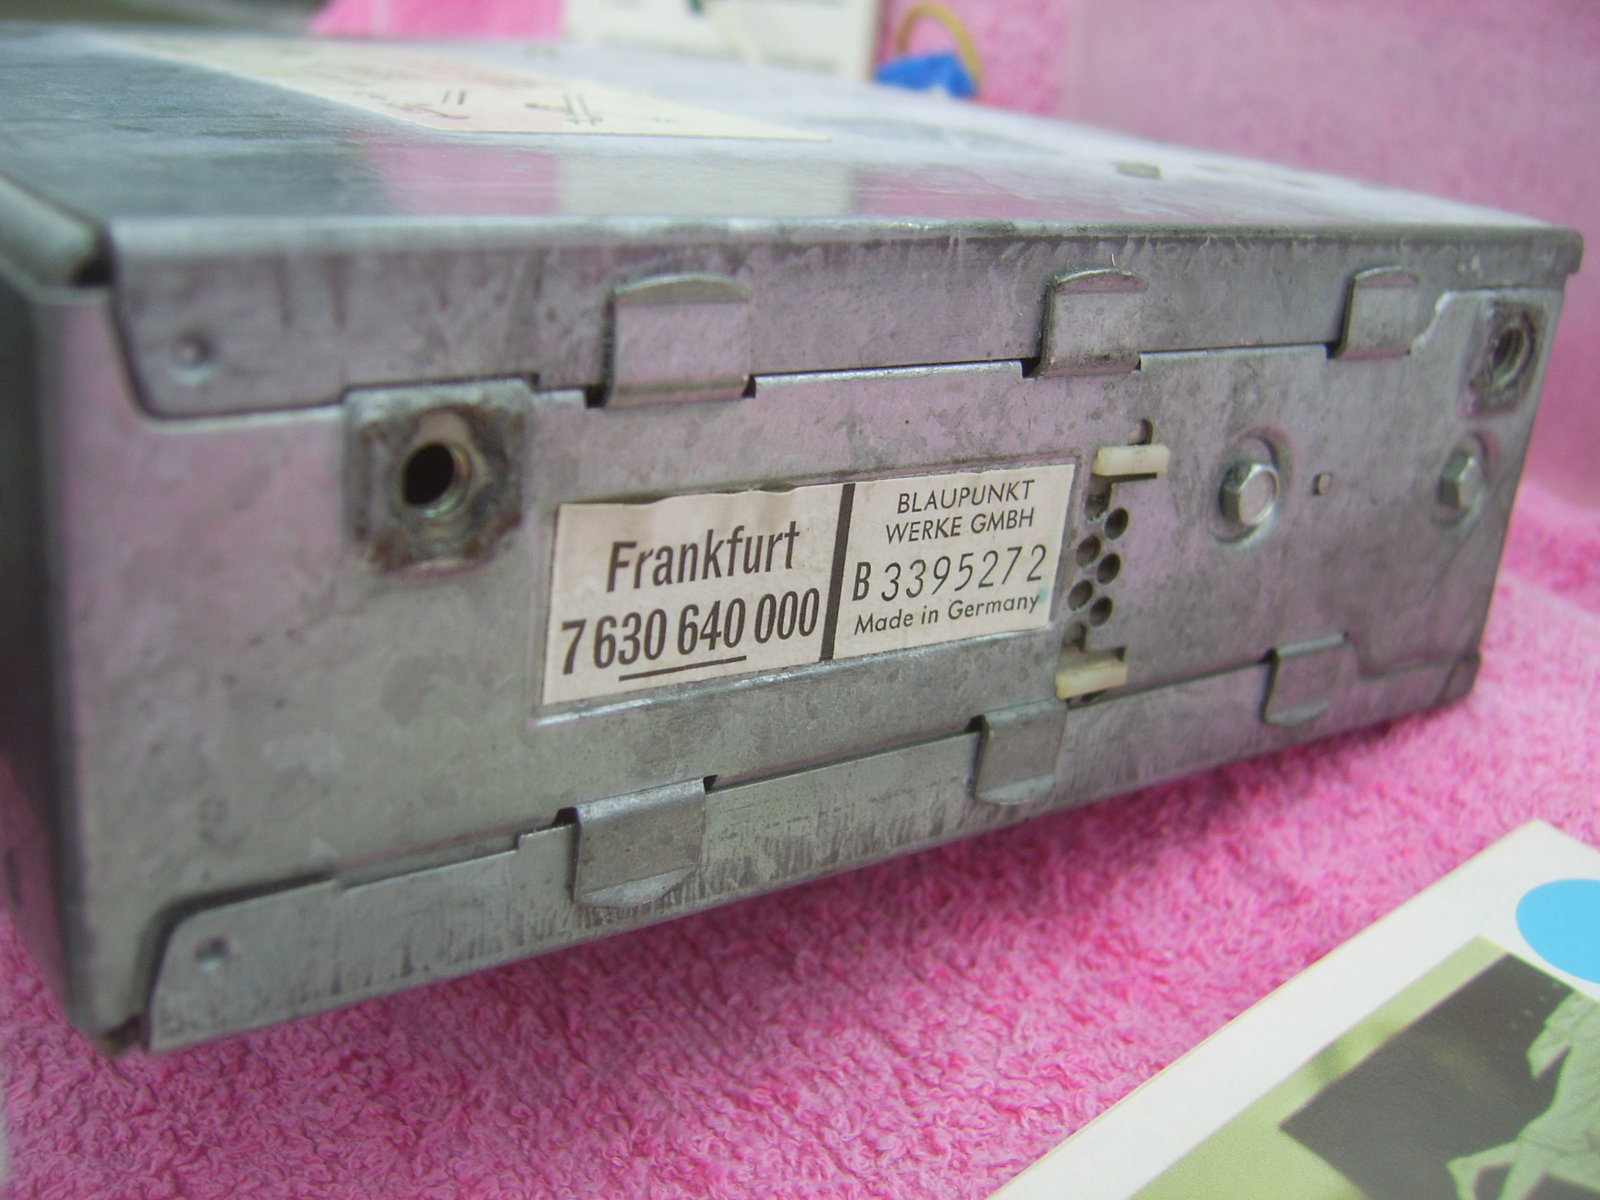 Frankfurt
7 630 640 000
BLAUPUNKT
WERKE GMBH
B 3395272
Made in Germany